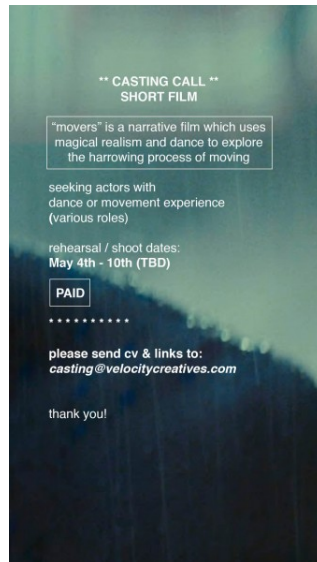 ** CASTING CALL **
SHORT FILM
“movers” is a narrative film which uses
magical realism and dance to explore
the harrowing process of moving
seeking actors with
dance or movement experience
(various roles)
rehearsal / shoot dates:
May 4th - 10th (TBD)
PAID
* * * * * * * * * *
please send cv & links to:
casting@velocitycreatives.com
thank you!